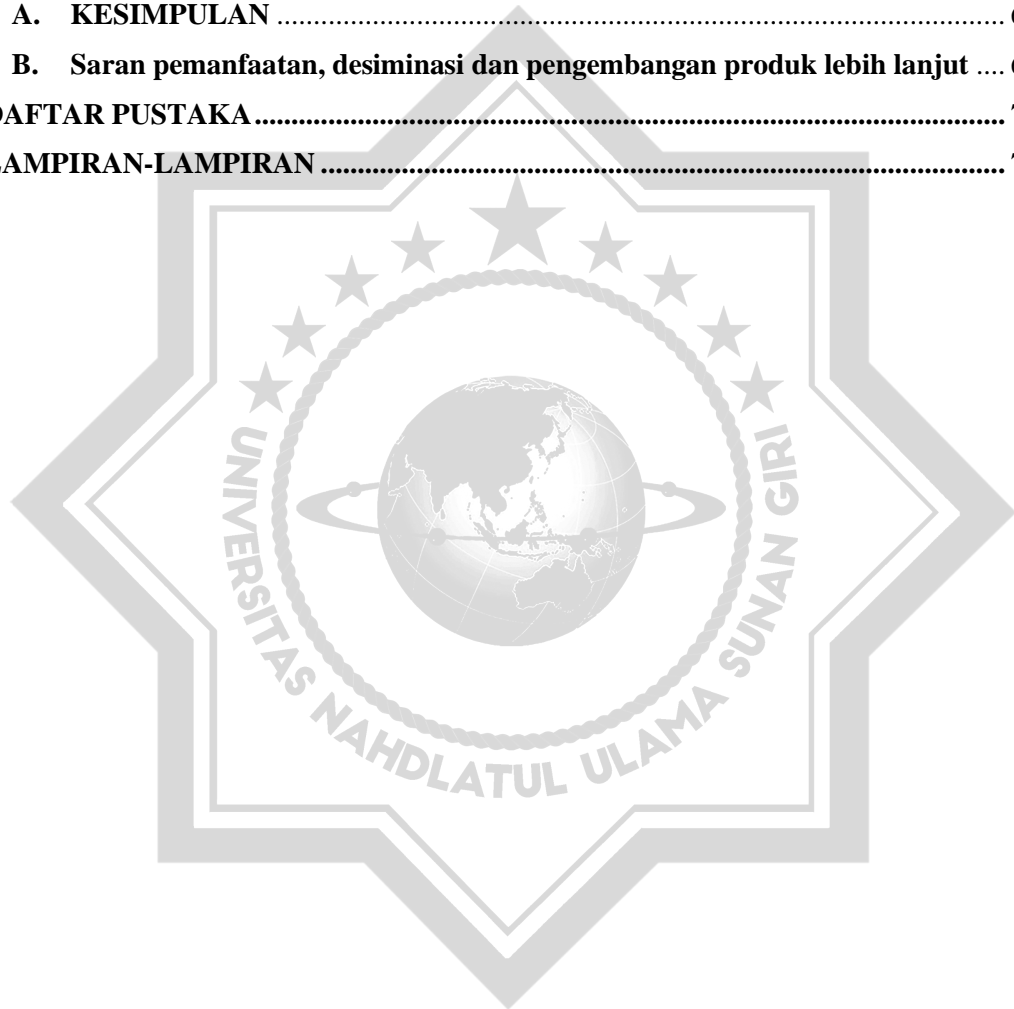 A. KESIMPULAN ........................................................................................
B. Saran pemanfaatan, desiminasi dan pengembangan produk lebih lanjut ....
DAFTAR PUSTAKA ........................................................................................
LAMPIRAN-LAMPIRAN ........................................................................................
UNIVERSITAS NAHDLATUL ULAMA SUNAN GIRI